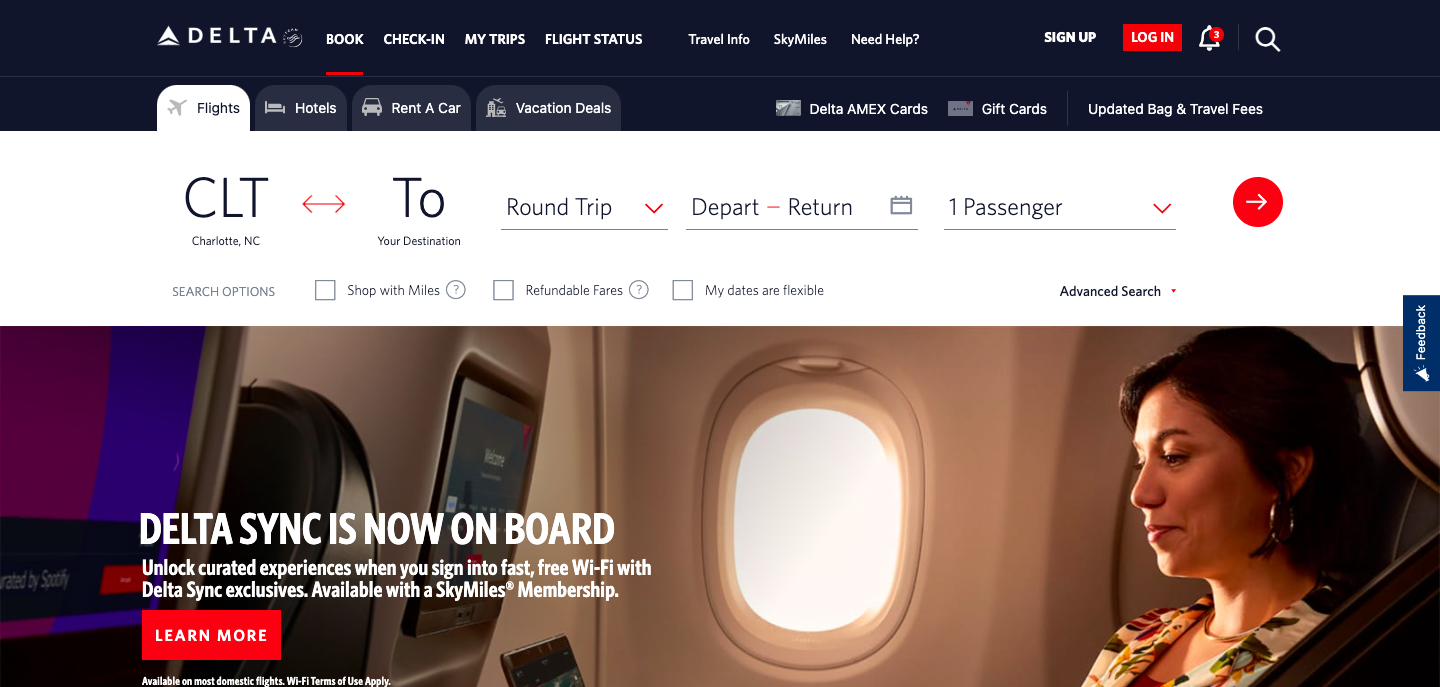 DELTA
BOOK CHECK-IN MY TRIPS FLIGHT STATUS Travel Info SkyMiles Need Help? SIGN UP LOG IN 3
Flights Hotels Rent A Car Vacation Deals Delta AMEX Cards Gift Cards Updated Bag & Travel Fees
CLT To Round Trip Depart – Return 1 Passenger
Charlotte, NC Your Destination
SEARCH OPTIONS Shop with Miles ? Refundable Fares ? My dates are flexible Advanced Search
Feedback
Welcome
DELTA SYNC IS NOW ON BOARD
Unlock curated experiences when you sign into fast, free Wi-Fi with
Delta Sync exclusives. Available with a SkyMiles® Membership.
rated by Spotify
LEARN MORE
Available on most domestic flights. Wi-Fi Terms of Use Apply.